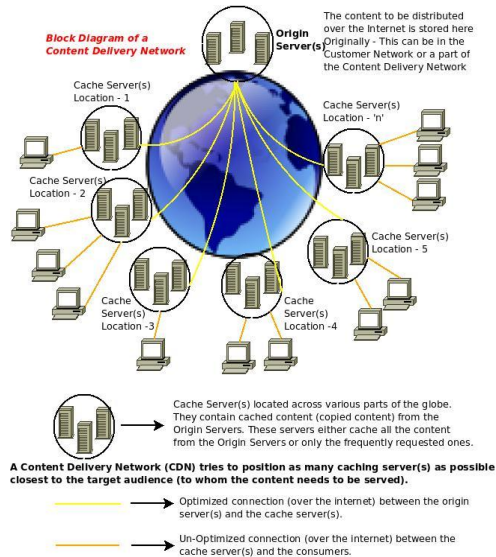 Block Diagram of a
Content Delivery Network
Origin
Server(s)
The content to be distributed
over the Internet is stored here
Originally - This can be in the
Customer Network or a part of
the Content Delivery Network
Cache Server(s)
Location - 1
Cache Server(s)
Location - 'n'
Cache Server(s)
Location - 2
Cache Server(s)
Location - 5
Cache
Server(s)
Location -3
Cache
Server(s)
Location -4
Cache Server(s) located across various parts of the globe.
They contain cached content (copied content) from the
Origin Servers. These servers either cache all the content
from the Origin Servers or only the frequently requested ones.
A Content Delivery Network (CDN) tries to position as many caching server(s) as possible
closest to the target audience (to whom the content needs to be served).
Optimized connection (over the internet) between the origin
server(s) and the cache server(s).
Un-Optimized connection (over the internet) between the
cache server(s) and the consumers.